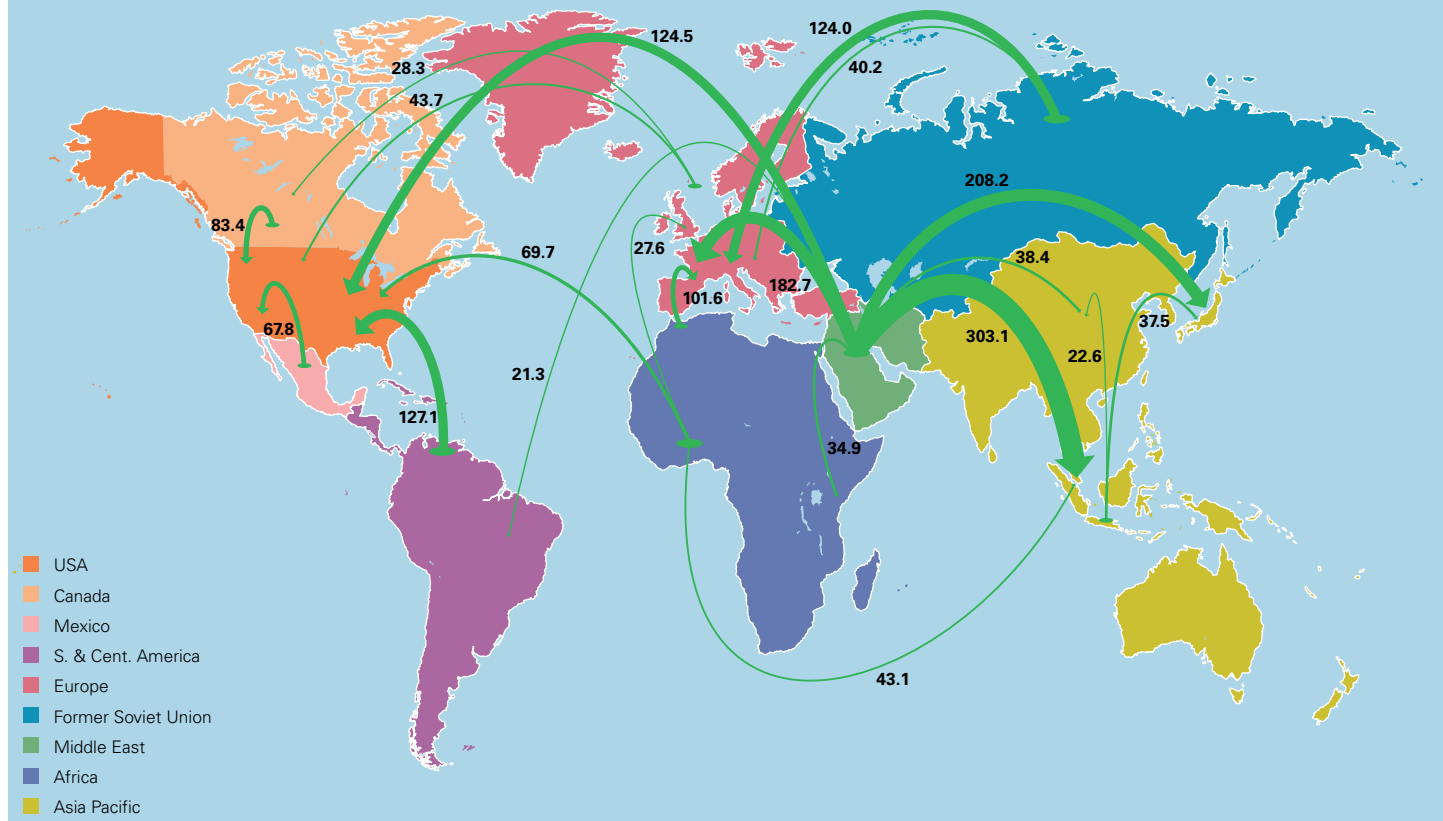 124.5
124.0
28.3
40.2
43.7
208.2
83.4
69.7
27.6
38.4
182.7
101.6
37.5
67.8
303.1
22.6
21.3
127.1
34.9
43.1
USA
Canada
Mexico
S. & Cent. America
Europe
Former Soviet Union
Middle East
Africa
Asia Pacific